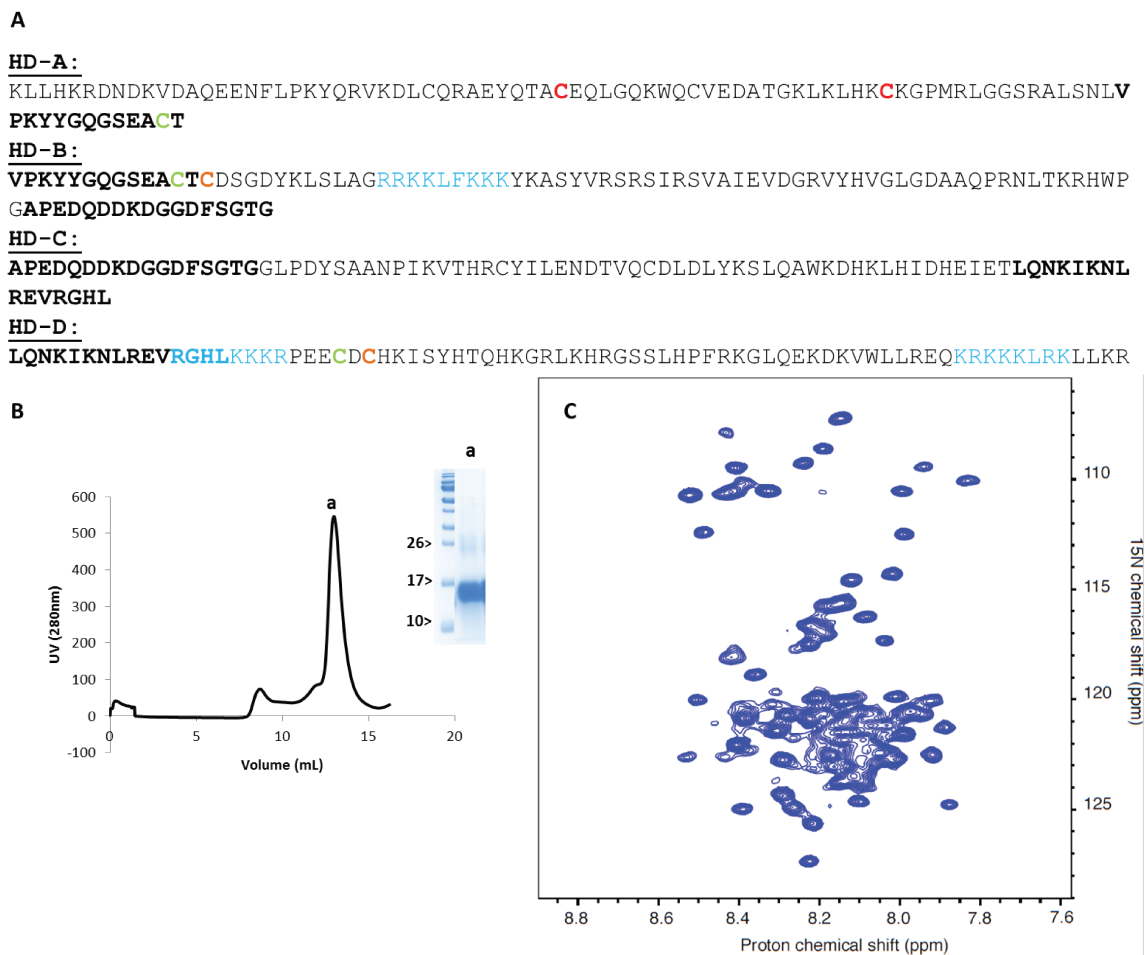 A
HD-A:
KLLHKRDNDKVDAQEENFLPKYQRVKDLCQRAEYQTACEQLGQKWQCVEDATGKLKLHKCKGPMRLGGSRALSNLV
PKYYGQGSEACT
HD-B:
VPKYYGQGSEACTCDSGDYKLSLAGRRKKLFKKKYKASYVRSRSIRSVAIEVDGRVYHVGLGDAAQPRNLTKRHWP
GAPEDQDDKDGGDFSGTG
HD-C:
APEDQDDKDGGDFSGTGGLPDYSAANPIKVTHRCYILENDTVQCDLDLYKSLQAWKDHKLHIDHEIETLQNKIKNL
REVRGHL
HD-D:
LQNKIKNLREVRGHLKKKRPEECDCHKISYHTQHKGRLKHRGSSLHPFRKGLQEKDKVWLLREQKRKKKLRKLLKR
B
a
a
600
500
400
300
200
100
0
-100
0 5 10 15 20
UV (280nm)
Volume (mL)
26>
17>
10>
C
110
115
120
125
15N chemical shift (ppm)
8.8 8.6 8.4 8.2 8.0 7.8 7.6
Proton chemical shift (ppm)